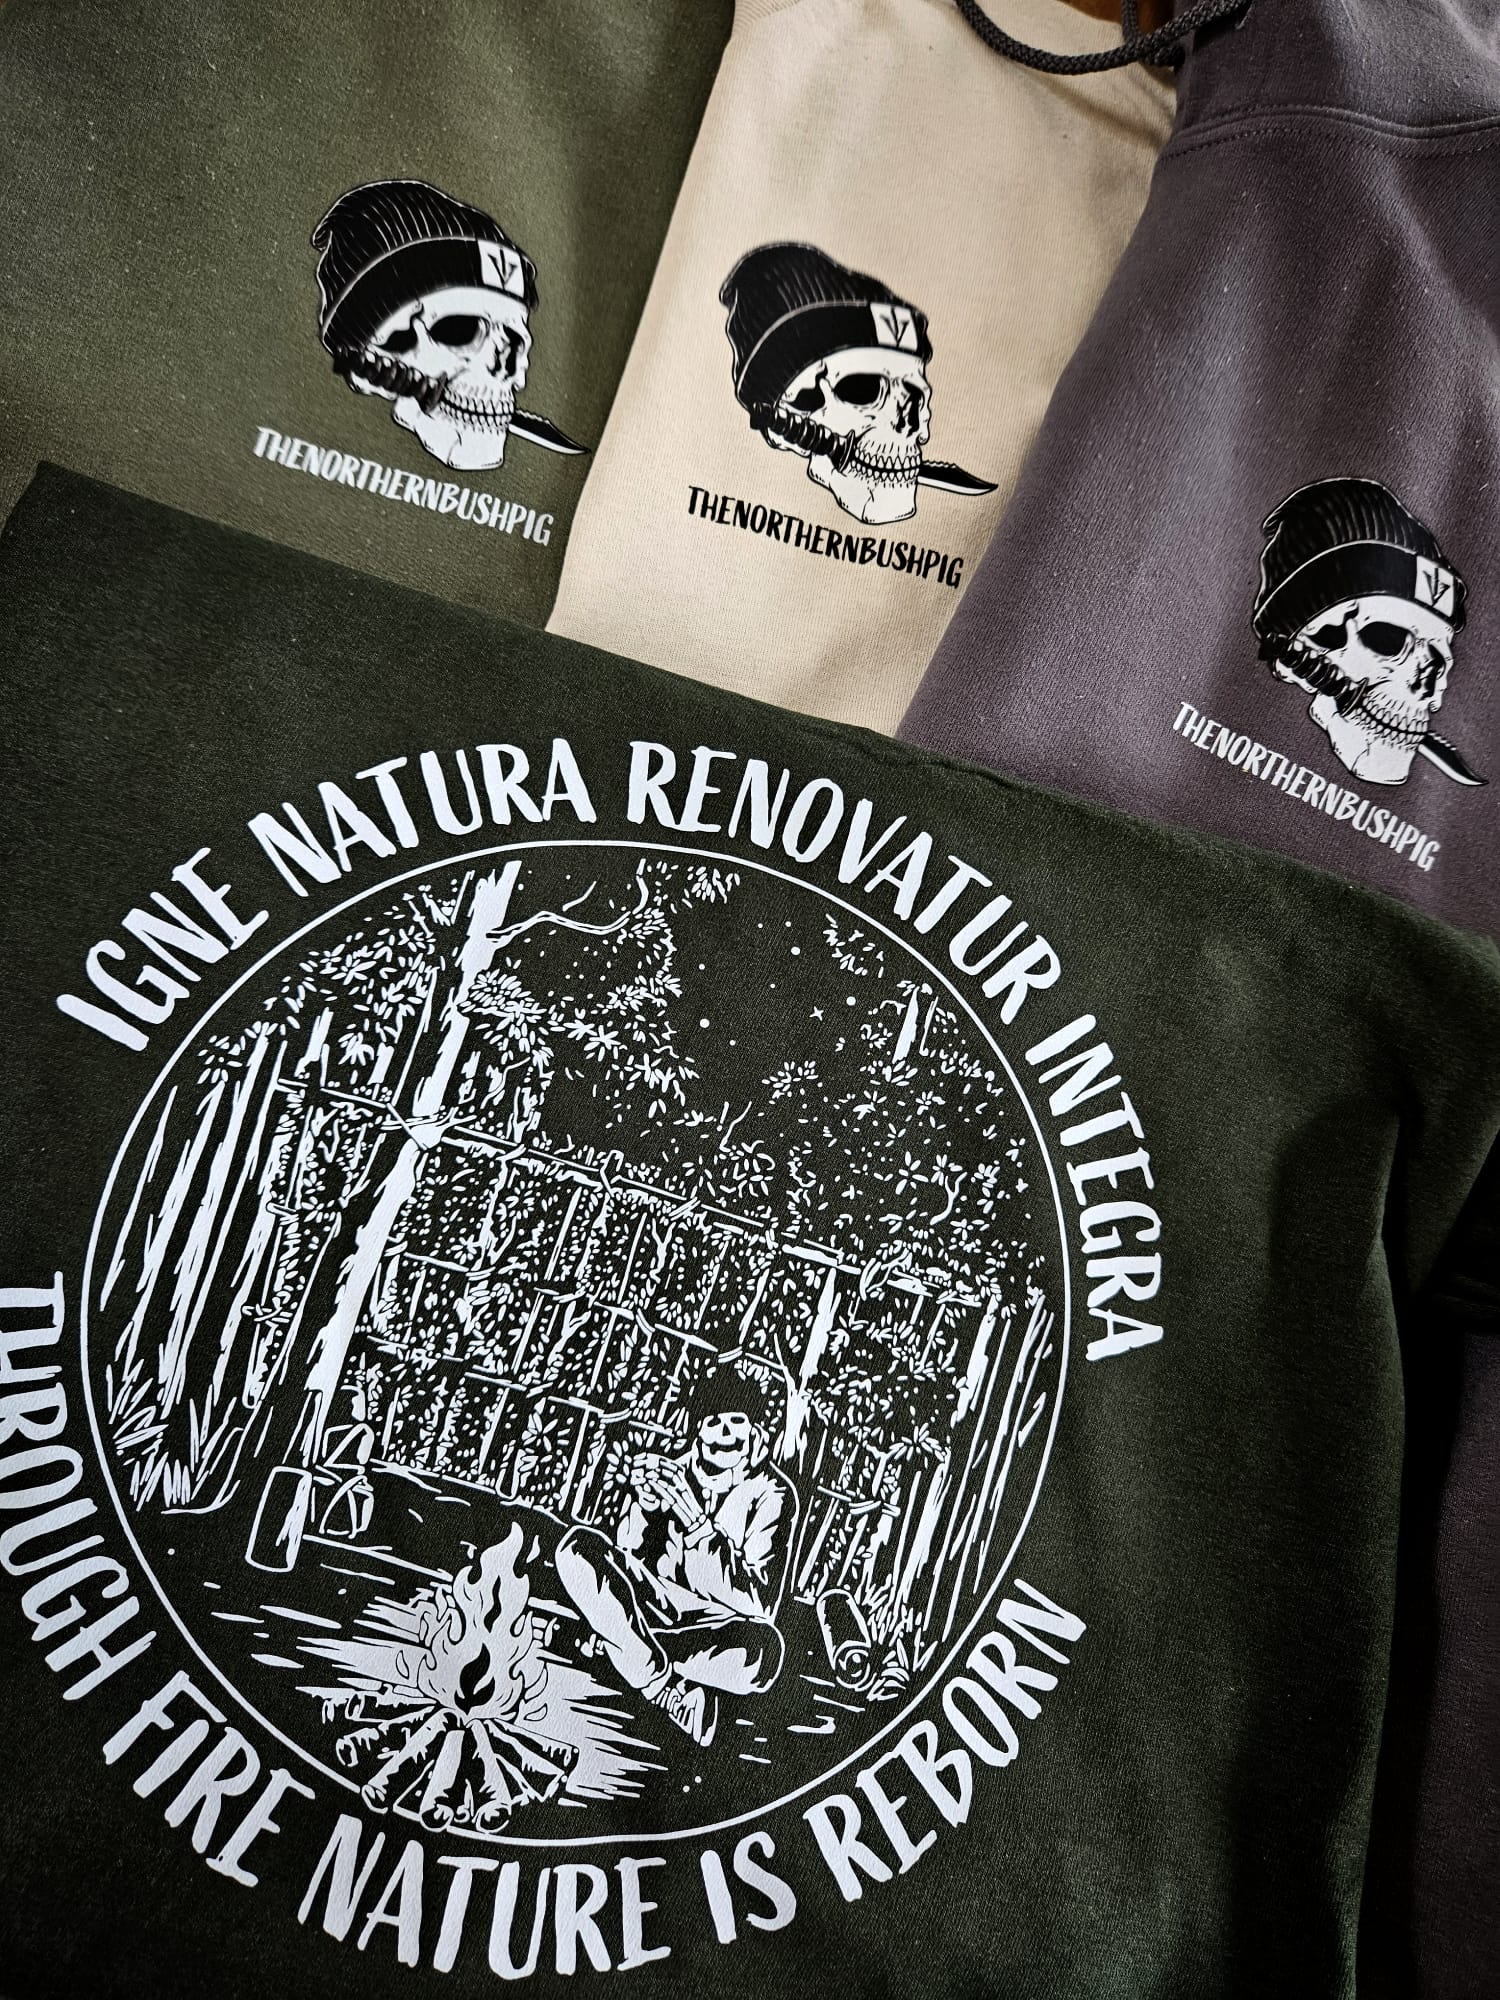 THENORTHERNBUSHPIG
THENORTHERNBUSHPIG
THENORTHERNBUSHPIG
IGNE NATURA RENOVATUR INTEGRA
THROUGH FIRE NATURE IS REBORN